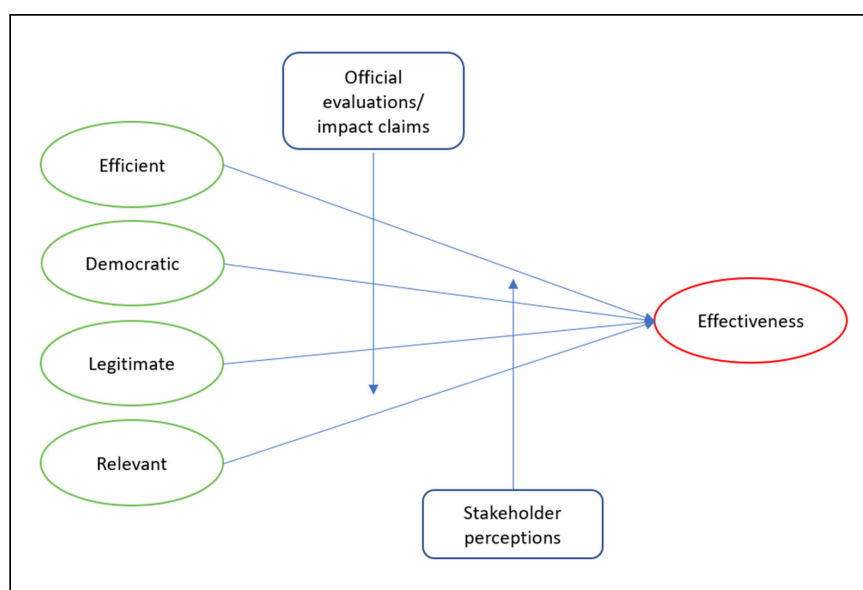 Official
evaluations/
impact claims
Efficient
Democratic
Legitimate
Relevant
Effectiveness
Stakeholder
perceptions